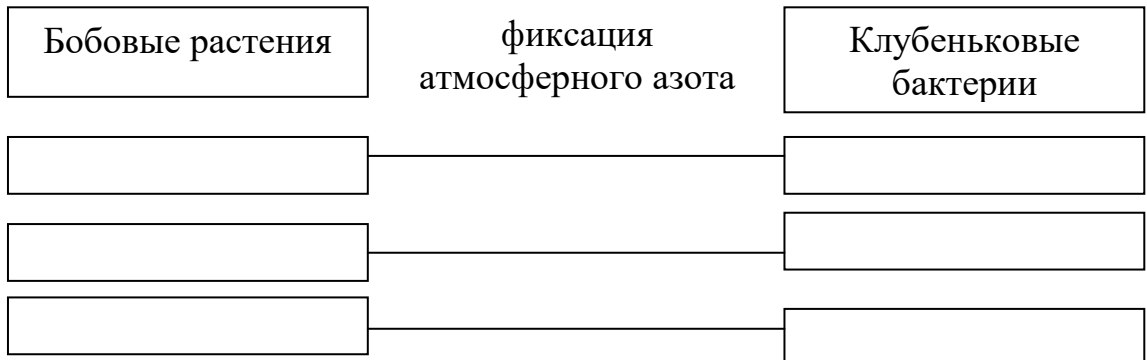 Бобовые растения
фиксация
атмосферного азота
Клубеньковые
бактерии